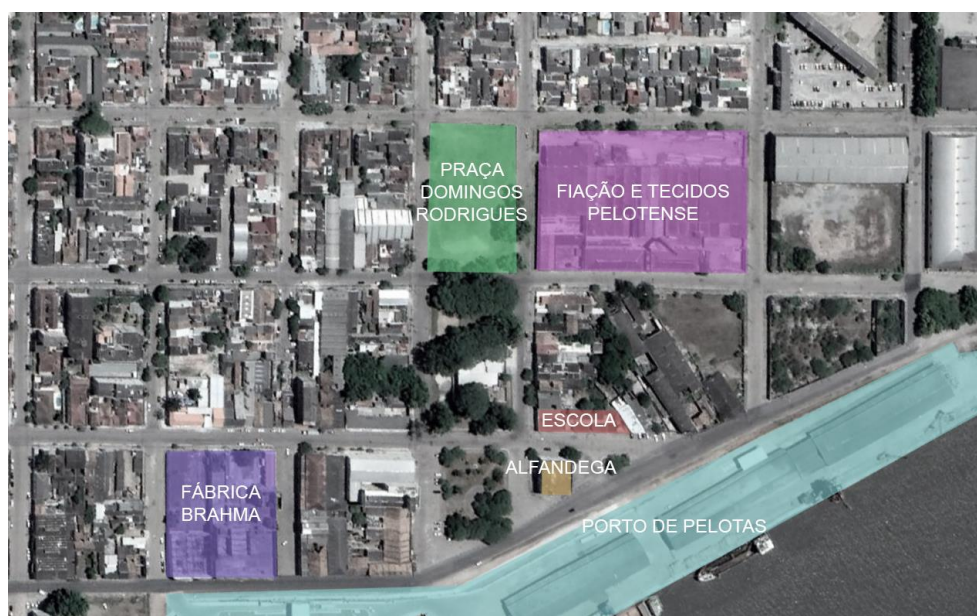 PRAÇA
DOMINGOS
RODRIGUES
FIAÇÃO E TECIDOS
PELOTENSE
ESCOLA
ALFANDEGA
FÁBRICA
BRAHMA
PORTO DE PELOTAS